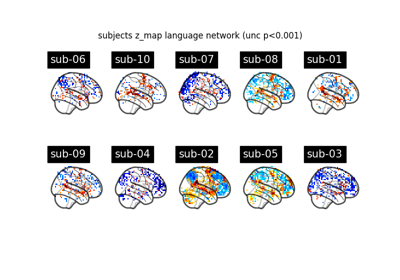 subjects z_map language network (unc p<0.001)
sub-06 sub-10 sub-07 sub-08 sub-01
sub-09 sub-04 sub-02 sub-05 sub-03